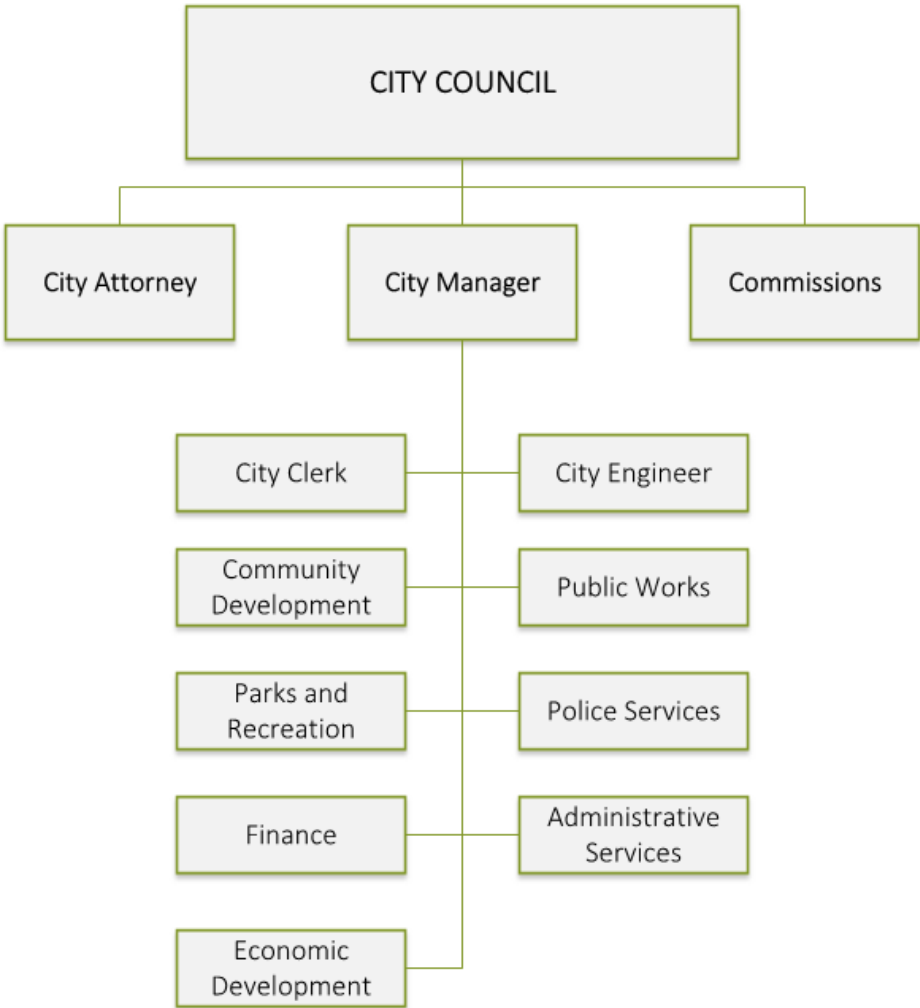 CITY COUNCIL
City Attorney
City Manager
Commissions
City Clerk
City Engineer
Community
Development
Public Works
Parks and
Recreation
Police Services
Finance
Administrative
Services
Economic
Development